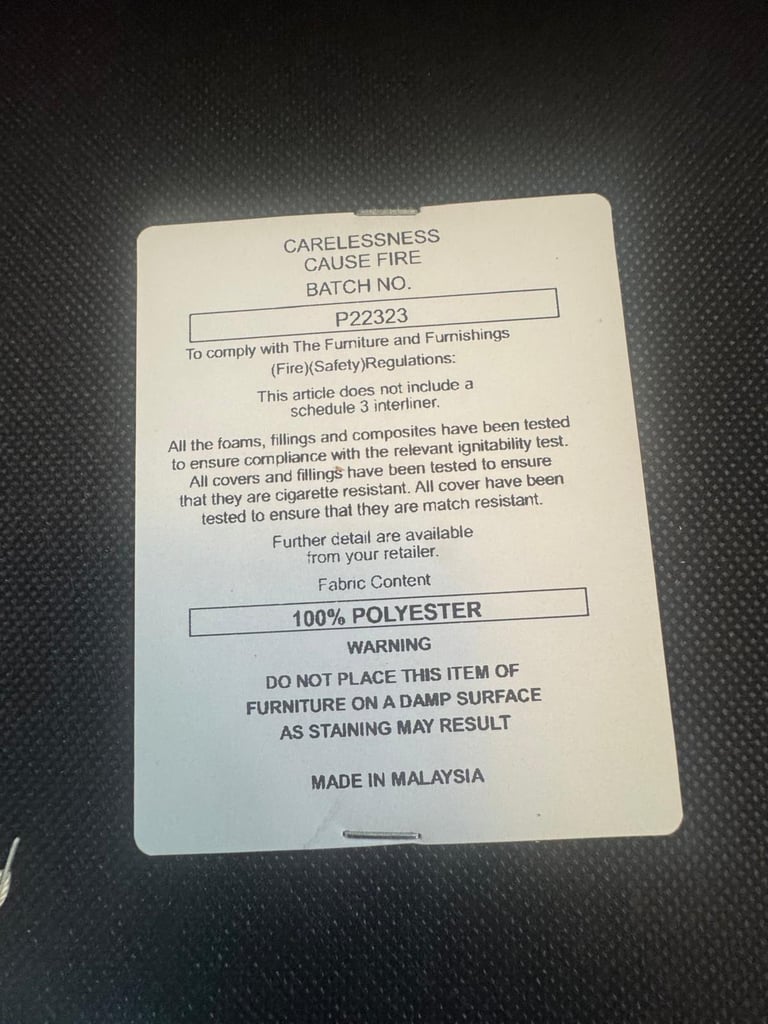 CARELESSNESS
CAUSE FIRE
BATCH NO.
P22323
To comply with The Furniture and Furnishings
(Fire)(Safety)Regulations:
This article does not include a
schedule 3 interliner.
All the foams, fillings and composites have been tested
to ensure compliance with the relevant ignitability test.
All covers and fillings have been tested to ensure
that they are cigarette resistant. All cover have been
tested to ensure that they are match resistant.
Further detail are available
from your retailer.
Fabric Content
100% POLYESTER
WARNING
DO NOT PLACE THIS ITEM OF
FURNITURE ON A DAMP SURFACE
AS STAINING MAY RESULT
MADE IN MALAYSIA